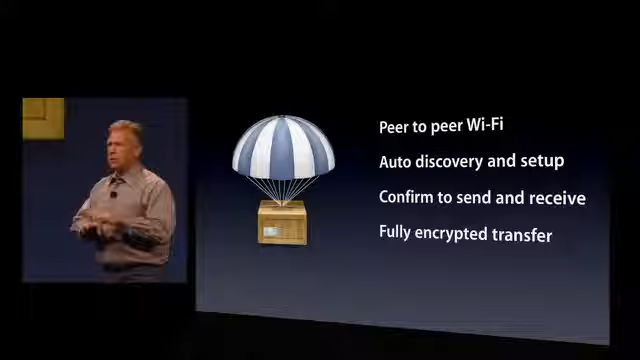 Peer to peer Wi-Fi
Auto discovery and setup
Confirm to send and receive
Fully encrypted transfer